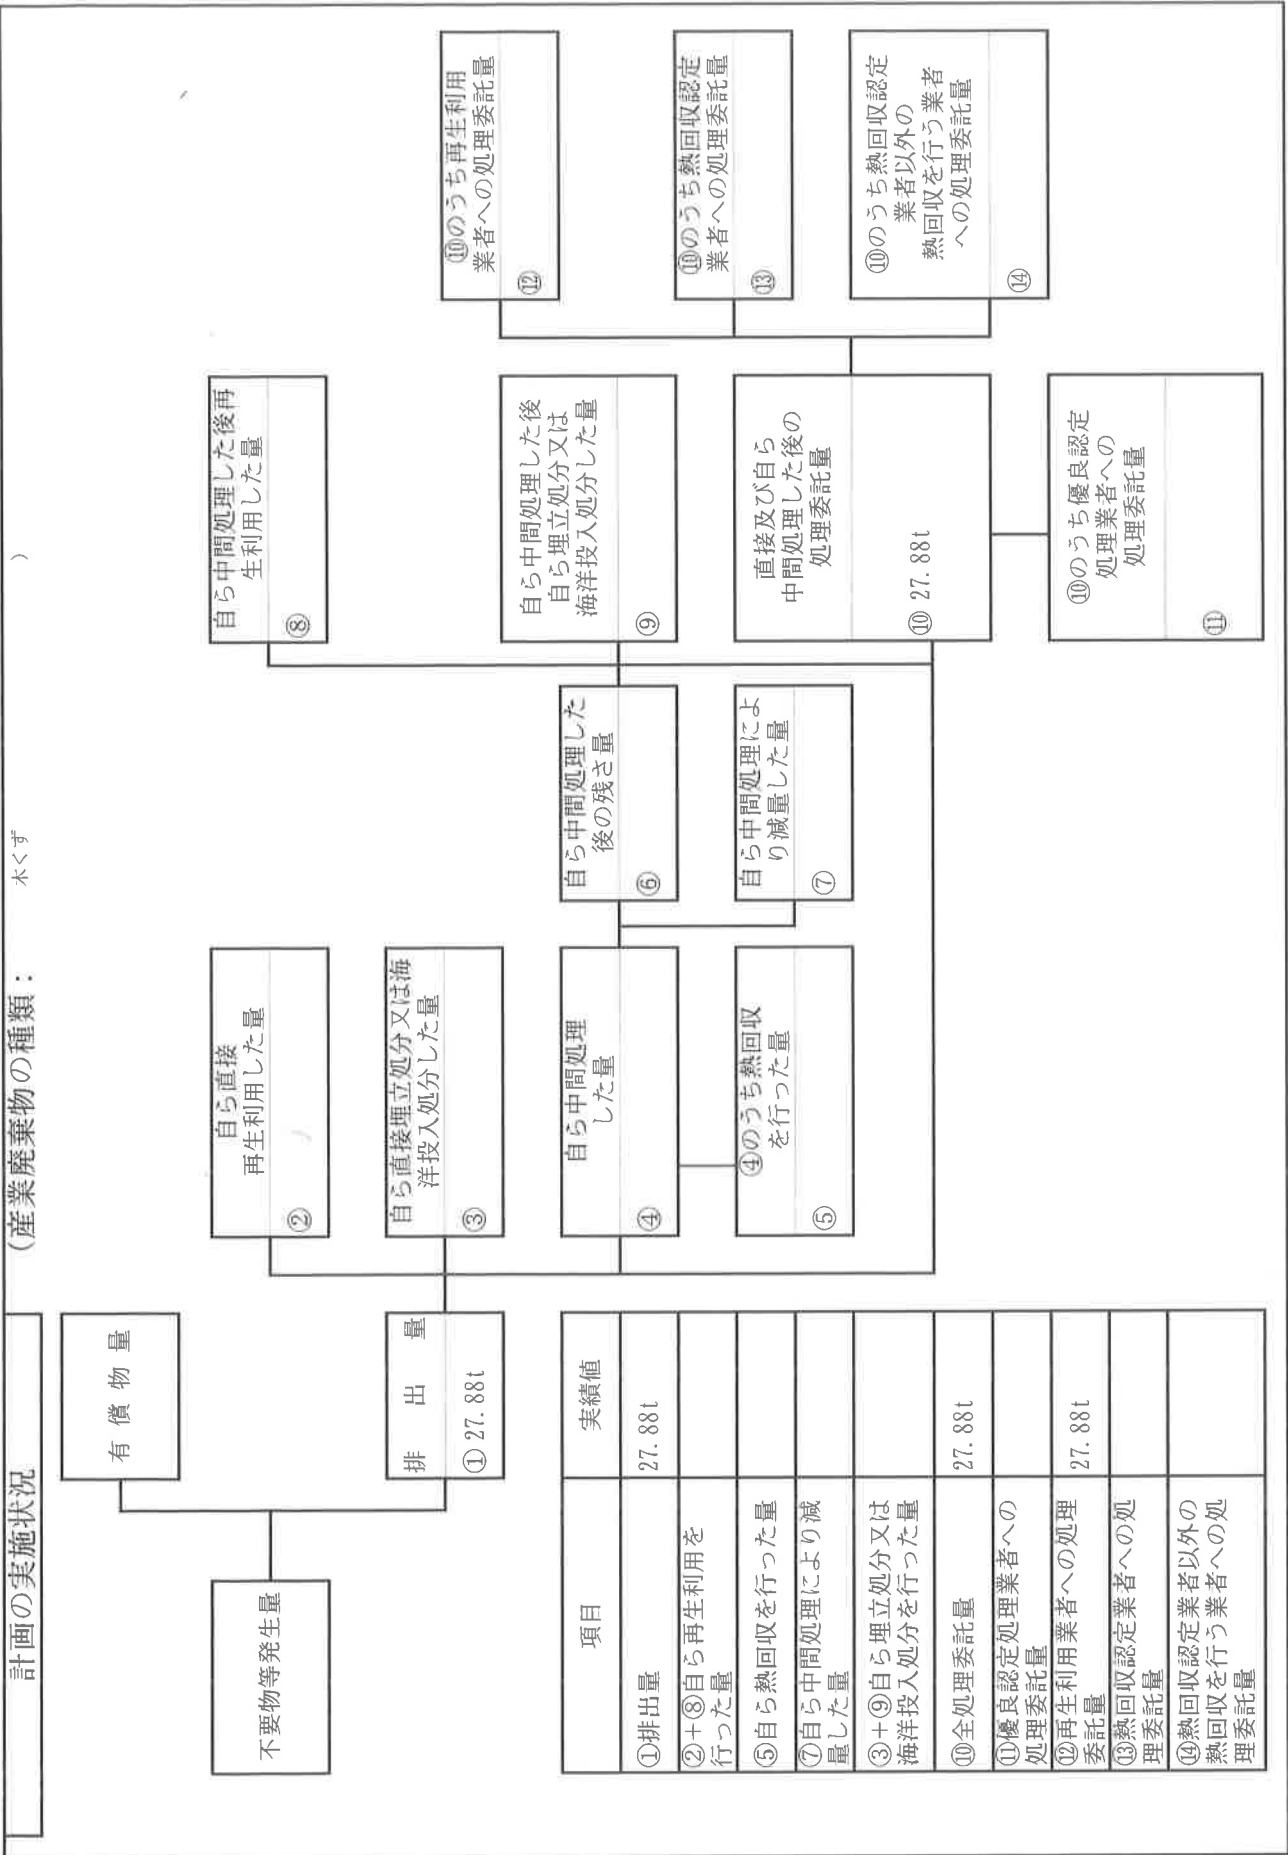 計画の実施状況
(産業廃棄物の種類： 木くず )
不要物等発生量
有償物量
排出量
① 27.88t
自ら直接
再生利用した量
②
自ら直接埋立処分又は海
洋投入処分した量
③
自ら中間処理
した量
④
④のうち熱回収
を行った量
⑤
自ら中間処理した
後の残さ量
⑥
自ら中間処理によ
り減量した量
⑦
自ら中間処理した後再
生利用した量
⑧
自ら中間処理した後
自ら埋立処分又は
海洋投入処分した量
⑨
直接及び自ら
中間処理した後の
処理委託量
⑩ 27.88t
⑩のうち優良認定
処理業者への
処理委託量
⑪
⑩のうち再生利用
業者への処理委託量
⑫
⑩のうち熱回収認定
業者への処理委託量
⑬
⑩のうち熱回収認定
業者以外の
熱回収を行う業者
への処理委託量
⑭
項目 実績値
①排出量 27.88t
②＋⑧自ら再生利用を
行った量
⑤自ら熱回収を行った量
⑦自ら中間処理により減
量した量
③＋⑨自ら埋立処分又は
海洋投入処分を行った量
⑩全処理委託量 27.88t
⑪優良認定処理業者への
処理委託量
⑫再生利用業者への処理
委託量 27.88t
⑬熱回収認定業者への処
理委託量
⑭熱回収認定業者以外の
熱回収を行う業者への処
理委託量